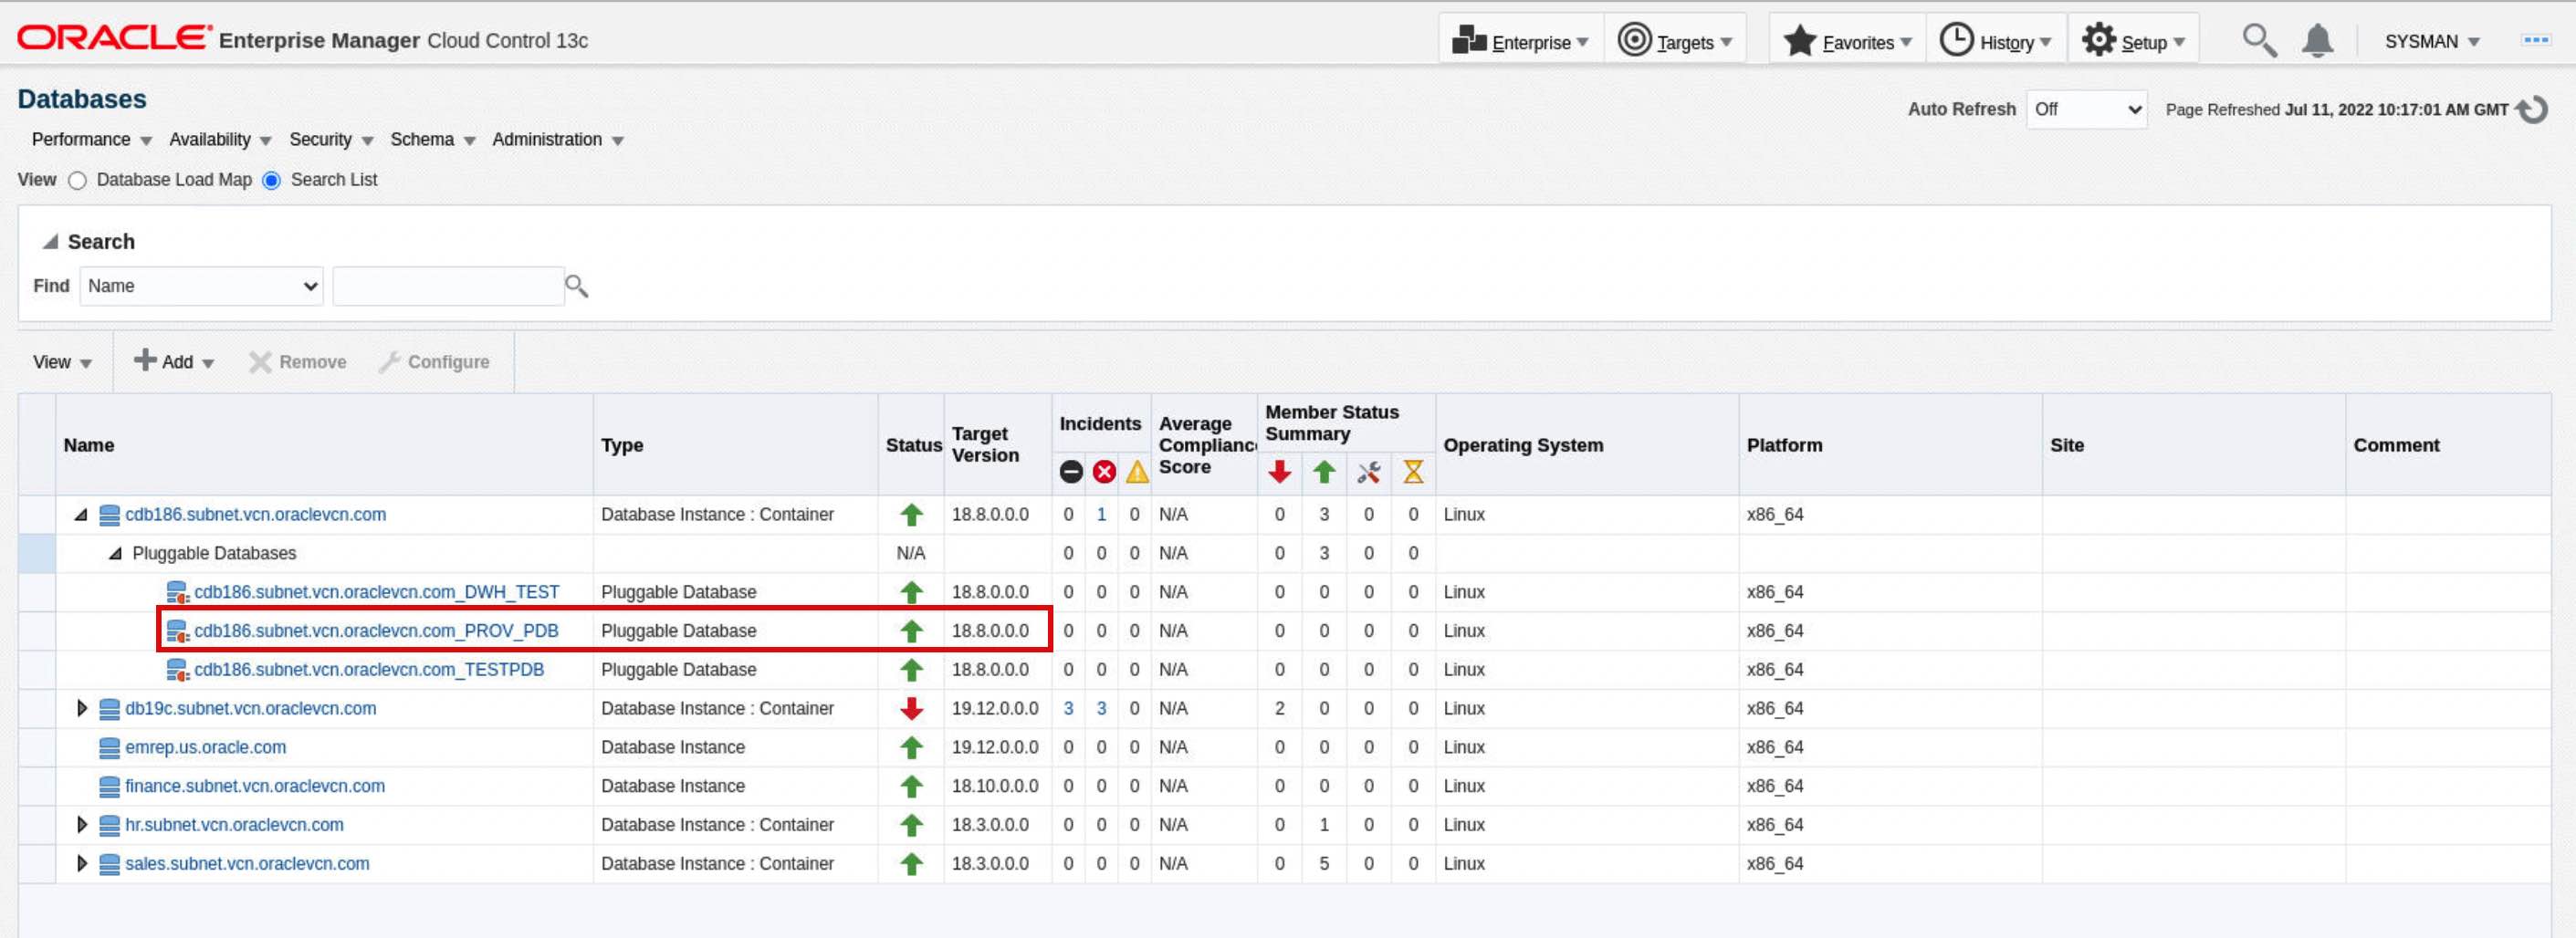 ORACLE Enterprise Manager Cloud Control 13c Enterprise Targets Favorites History Setup SYSMAN
Databases
Auto Refresh Off Page Refreshed Jul 11, 2022 10:17:01 AM GMT
Performance Availability Security Schema Administration
View Database Load Map Search List
Search
Find Name
View Add Remove Configure
Name Type Status Target Version Incidents Average Complianc Score Member Status Summary Operating System Platform Site Comment
cdb186.subnet.vcn.oraclevcn.com Database Instance : Container 18.8.0.0.0 0 1 0 N/A 0 3 0 0 Linux x86_64
Pluggable Databases N/A 0 0 0 N/A 0 3 0 0
cdb186.subnet.vcn.oraclevcn.com_DWH_TEST Pluggable Database 18.8.0.0.0 0 0 0 N/A 0 0 0 0 Linux x86_64
cdb186.subnet.vcn.oraclevcn.com_PROV_PDB Pluggable Database 18.8.0.0.0 0 0 0 N/A 0 0 0 0 Linux x86_64
cdb186.subnet.vcn.oraclevcn.com_TESTPDB Pluggable Database 18.8.0.0.0 0 0 0 N/A 0 0 0 0 Linux x86_64
db19c.subnet.vcn.oraclevcn.com Database Instance : Container 19.12.0.0.0 3 3 0 N/A 2 0 0 0 Linux x86_64
emrep.us.oracle.com Database Instance 19.12.0.0.0 0 0 0 N/A 0 0 0 0 Linux x86_64
finance.subnet.vcn.oraclevcn.com Database Instance 18.10.0.0.0 0 0 0 N/A 0 0 0 0 Linux x86_64
hr.subnet.vcn.oraclevcn.com Database Instance : Container 18.3.0.0.0 0 0 0 N/A 0 1 0 0 Linux x86_64
sales.subnet.vcn.oraclevcn.com Database Instance : Container 18.3.0.0.0 0 0 0 N/A 0 5 0 0 Linux x86_64